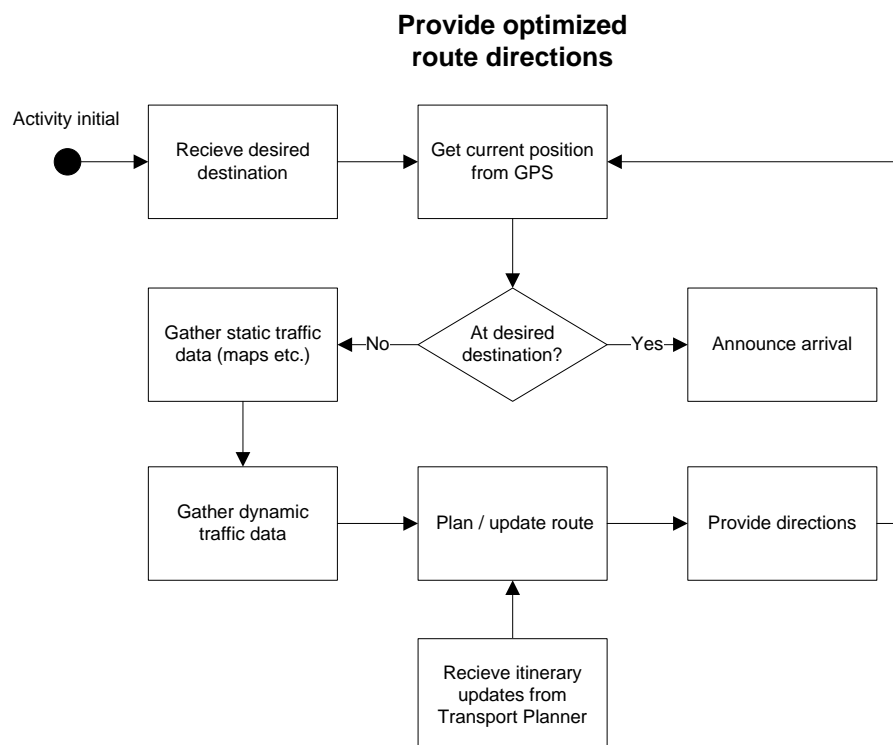 Provide optimized
route directions
Activity initial
Recieve desired
destination
Get current position
from GPS
Gather static traffic
data (maps etc.)
No
At desired
destination?
Yes
Announce arrival
Gather dynamic
traffic data
Plan / update route
Provide directions
Recieve itinerary
updates from
Transport Planner